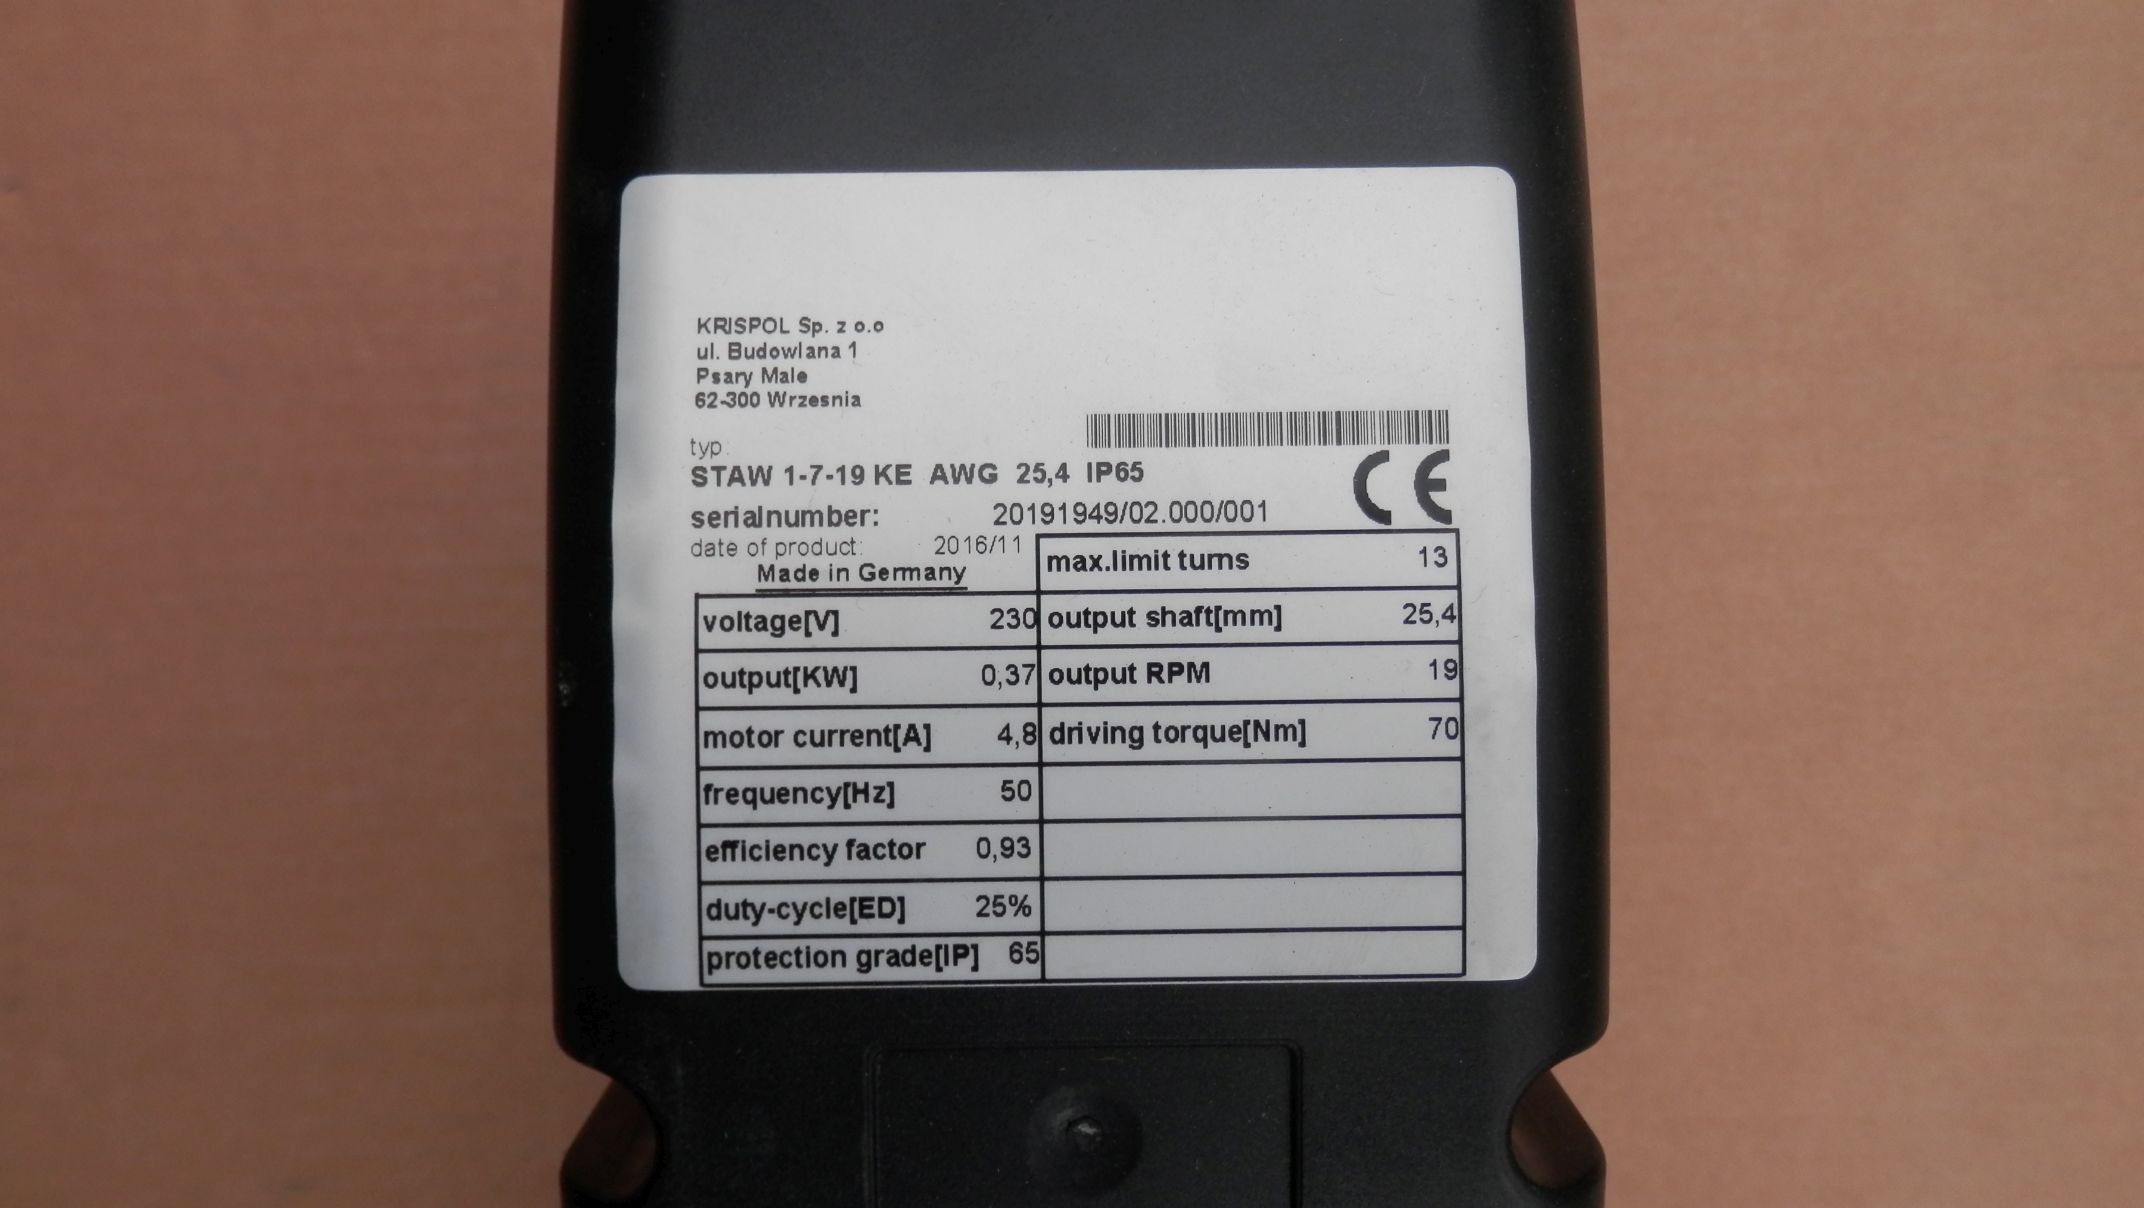 KRISPOL Sp. z o.o
ul. Budowlana 1
Psary Male
62-300 Wrzesnia
typ.
STAW 1-7-19 KE AWG 25,4 IP65
CE
serialnumber: 20191949/02.000/001
date of product: 2016/11
Made in Germany
max.limit turns 13
voltage[V] 230 output shaft[mm] 25,4
output[KW] 0,37 output RPM 19
motor current[A] 4,8 driving torque[Nm] 70
frequency[Hz] 50
efficiency factor 0,93
duty-cycle[ED] 25%
protection grade[IP] 65